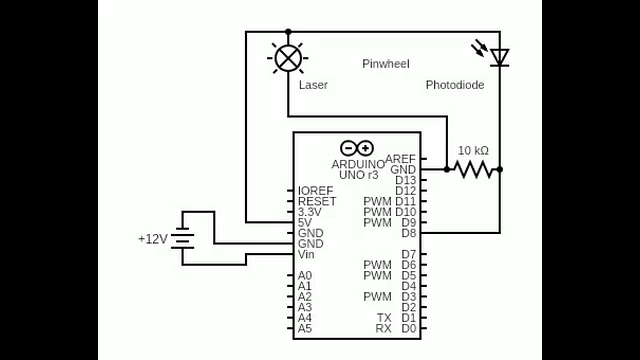 Pinwheel
Laser
Photodiode
10 kΩ
ARDUINO
UNO r3
+12V
IOREF
RESET
3.3V
5V
GND
GND
Vin
A0
A1
A2
A3
A4
A5
AREF
GND
D13
D12
PWM D11
PWM D10
PWM D9
D8
D7
PWM D6
PWM D5
D4
PWM D3
D2
TX D1
RX D0